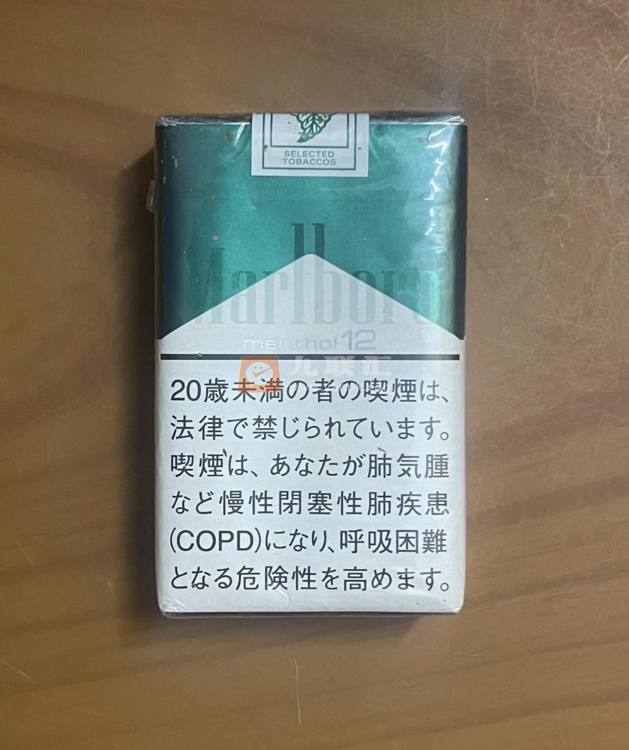 SELECTED
TOBACCOS
Marlboro
menthol 12
九联汇
20歳未満の者の喫煙は、
法律で禁じられています。
喫煙は、あなたが肺気腫
など慢性閉塞性肺疾患
(COPD)になり、呼吸困難
となる危険性を高めます。